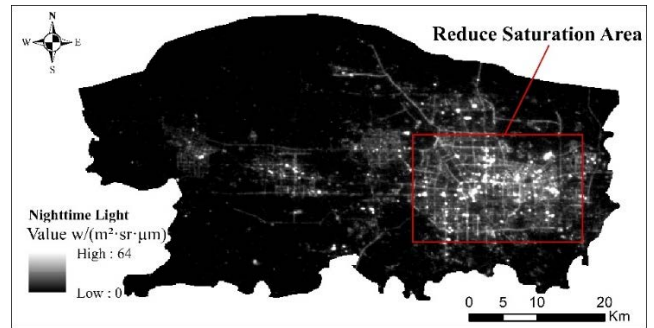 N
W E
S
Reduce Saturation Area
Nighttime Light
Value w/(m²·sr·μm)
High : 64
Low : 0
0 5 10 20
Km